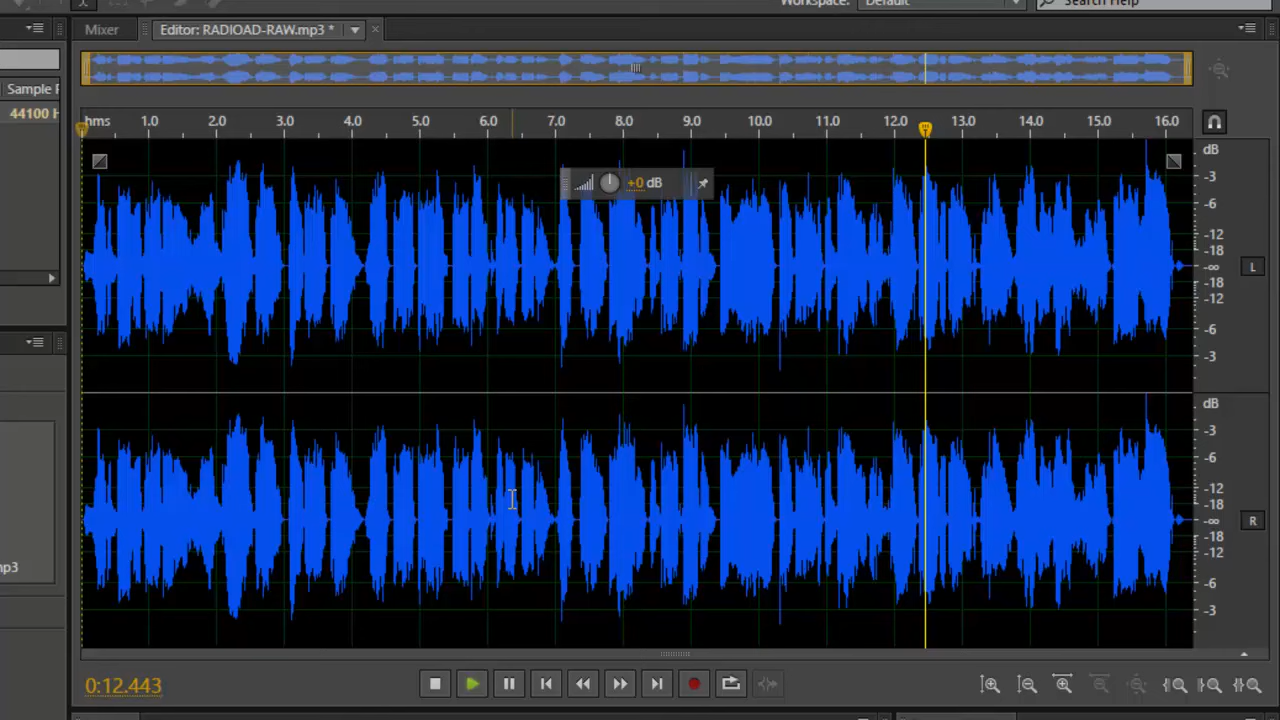 Workspace: Default Search Help
Mixer Editor: RADIOAD-RAW.mp3 *
Sample
44100 H
hms 1.0 2.0 3.0 4.0 5.0 6.0 7.0 8.0 9.0 10.0 11.0 12.0 13.0 14.0 15.0 16.0
dB
-3
+0 dB
-6
-12
-18
-∞
L
-18
-12
-6
-3
dB
-3
-6
-12
-18
-∞
R
-18
-12
mp3
-6
-3
0:12.443